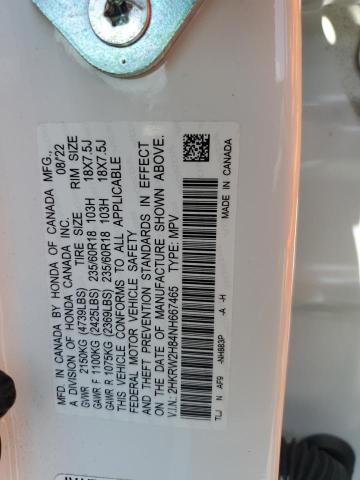 MFD. IN CANADA BY HONDA OF CANADA MFG.,
A DIVISION OF HONDA CANADA INC. 08/22
TIRE SIZE RIM SIZE
GVWR 2150KG (4739LBS)
GAWR F 1100KG (2425LBS) 235/60R18 103H 18X7.5J
GAWR R 1075KG (2369LBS) 235/60R18 103H 18X7.5J
THIS VEHICLE CONFORMS TO ALL APPLICABLE
FEDERAL MOTOR VEHICLE SAFETY
AND THEFT PREVENTION STANDARDS IN EFFECT
ON THE DATE OF MANUFACTURE SHOWN ABOVE.
V.I.N.: 2HKRW2H84NH667465 TYPE: MPV
TLJ N AF9 -NH883P -A -H
MADE IN CANADA